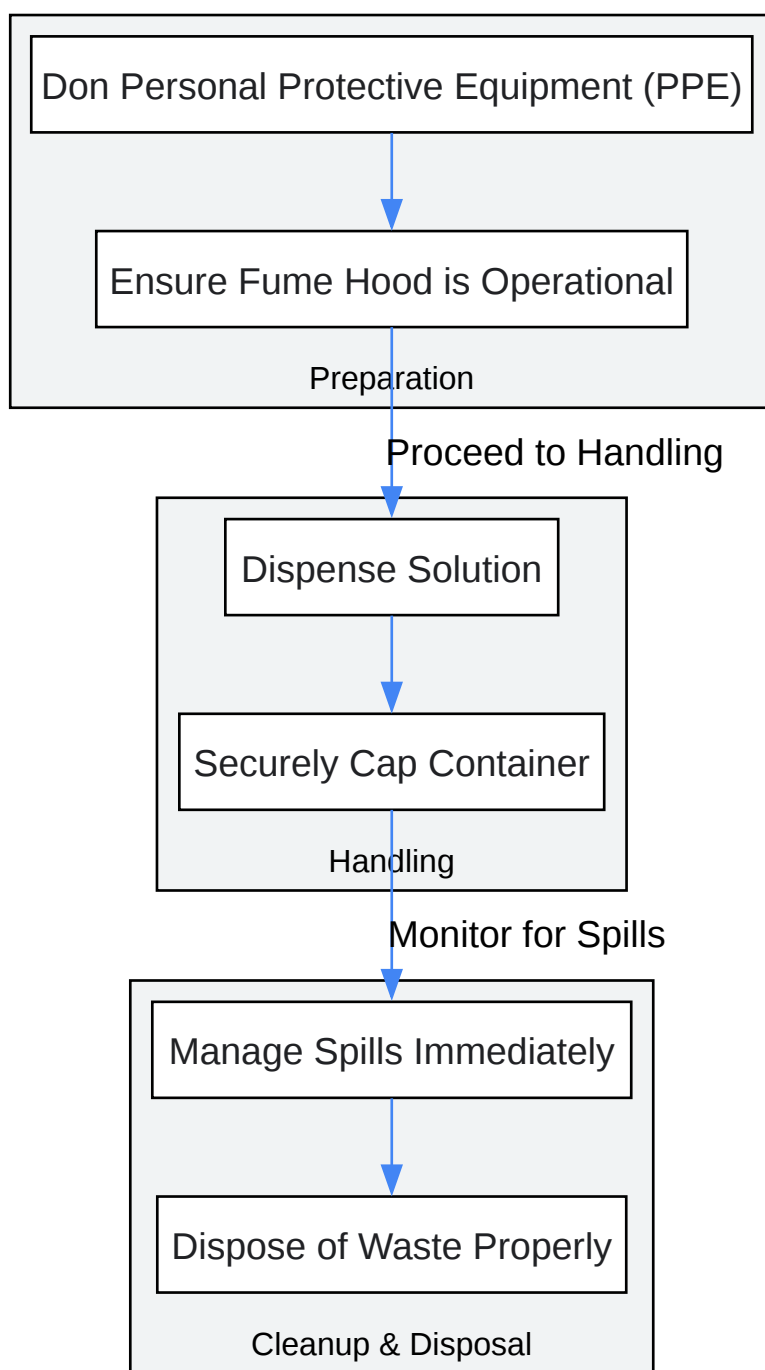 Don Personal Protective Equipment (PPE)
Ensure Fume Hood is Operational
Preparation
Proceed to Handling
Dispense Solution
Securely Cap Container
Handling
Monitor for Spills
Manage Spills Immediately
Dispose of Waste Properly
Cleanup & Disposal